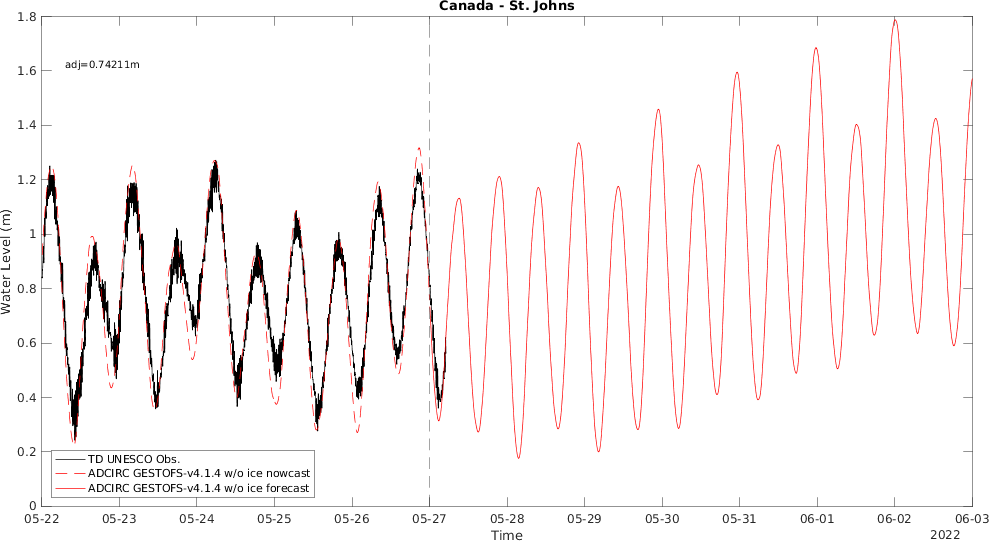 Canada - St. Johns
adj=0.74211m
Water Level (m)
1.8
1.6
1.4
1.2
1
0.8
0.6
0.4
0.2
0
TD UNESCO Obs.
ADCIRC GESTOFS-v4.1.4 w/o ice nowcast
ADCIRC GESTOFS-v4.1.4 w/o ice forecast
05-22 05-23 05-24 05-25 05-26 05-27 05-28 05-29 05-30 05-31 06-01 06-02 06-03
Time
2022